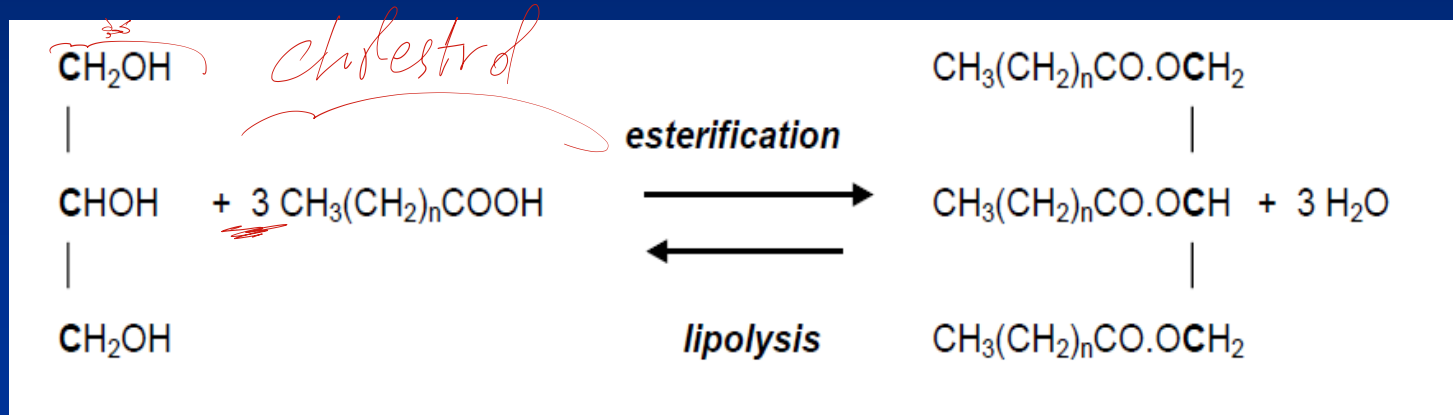 cholestrol
CH₂OH CH₃(CH₂)ₙCO.OCH₂
| esterification |
CHOH + 3 CH₃(CH₂)ₙCOOH CH₃(CH₂)ₙCO.OCH + 3 H₂O
| |
CH₂OH lipolysis CH₃(CH₂)ₙCO.OCH₂